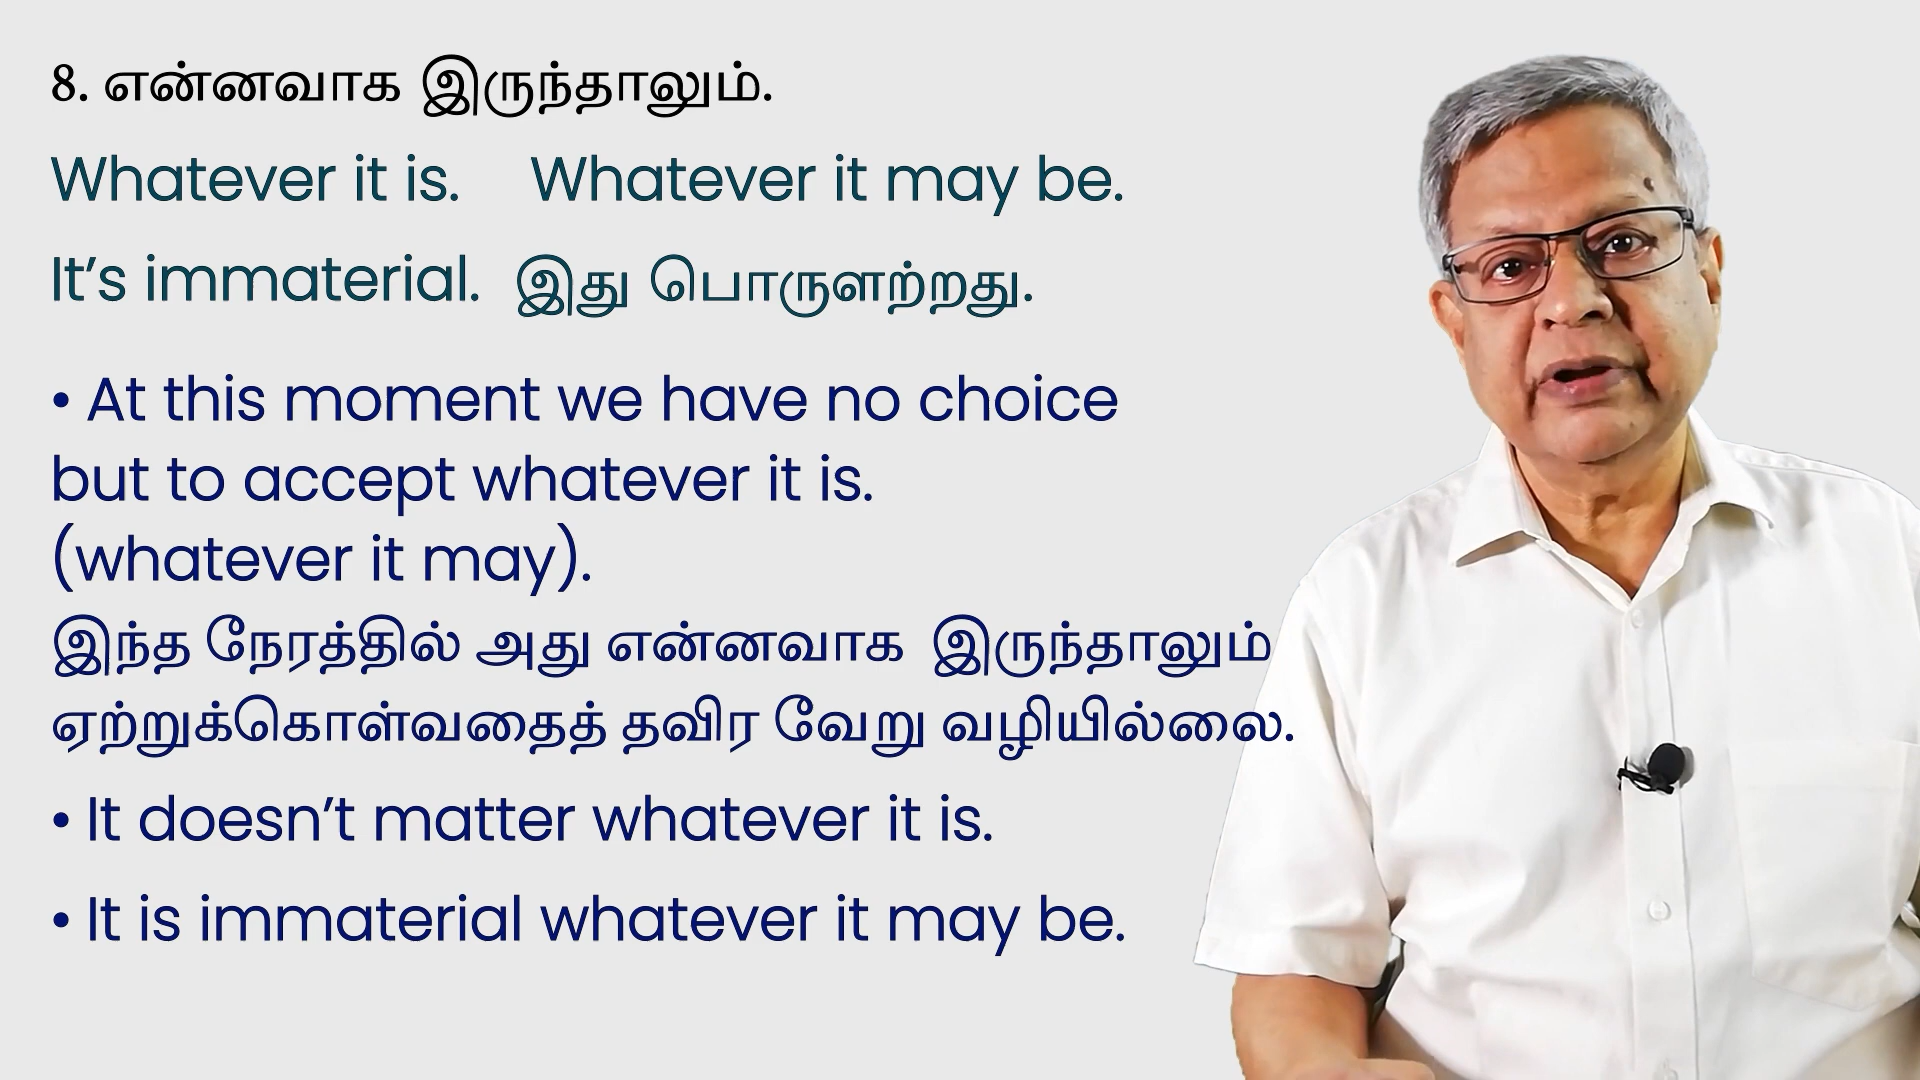 8. என்னவாக இருந்தாலும்.
Whatever it is. Whatever it may be.
It’s immaterial. இது பொருளற்றது.
• At this moment we have no choice
but to accept whatever it is.
(whatever it may).
இந்த நேரத்தில் அது என்னவாக இருந்தாலும்
ஏற்றுக்கொள்வதைத் தவிர வேறு வழியில்லை.
• It doesn’t matter whatever it is.
• It is immaterial whatever it may be.